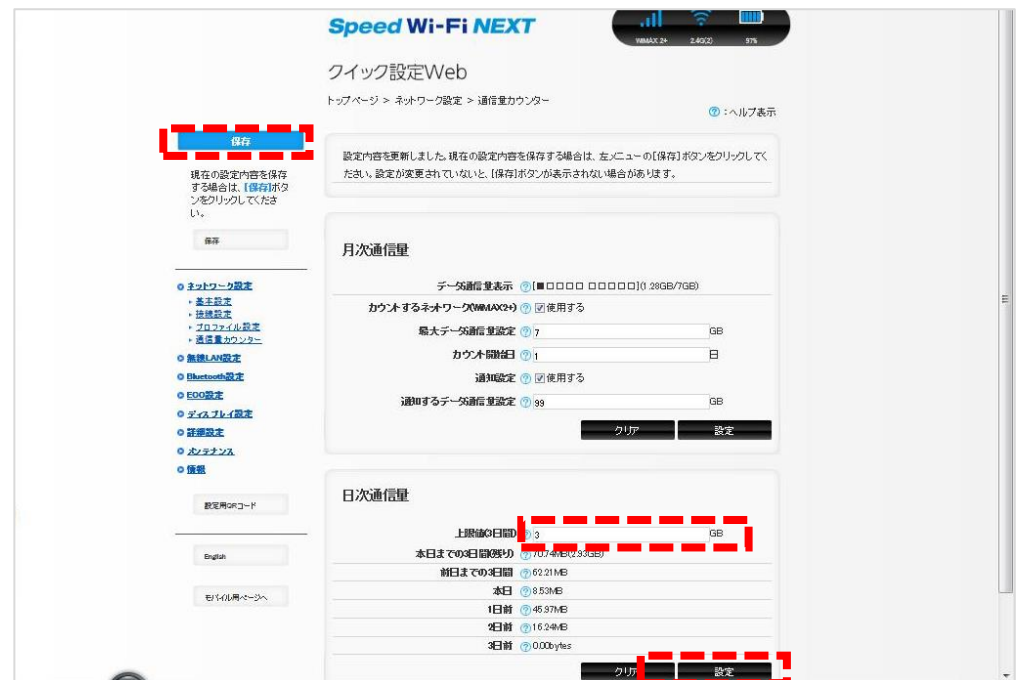 Speed Wi-Fi NEXT
WiMAX 2+ 2.4G(2) 97%
クイック設定Web
トップページ > ネットワーク設定 > 通信量カウンター
?:ヘルプ表示
保存
現在の設定内容を保存
する場合は、[保存]ボタ
ンをクリックしてくださ
い。
保存
ネットワーク設定
基本設定
接続設定
プロファイル設定
通信量カウンター
無線LAN設定
Bluetooth設定
ECO設定
ディスプレイ設定
詳細設定
メンテナンス
情報
設定用QRコード
English
モバイル用ページへ
設定内容を更新しました。現在の設定内容を保存する場合は、左メニューの[保存]ボタンをクリックしてく
ださい。設定が変更されていないと、[保存]ボタンが表示されない場合があります。
月次通信量
データ通信量表示 ?[■□□□□ □□□□□](1.28GB/7GB)
カウントするネットワーク(WiMAX2+) ? 使用する
最大データ通信量設定 ? 7 GB
カウント開始日 ? 1 日
通知設定 ? 使用する
通知するデータ通信量設定 ? 99 GB
クリア 設定
日次通信量
上限値(3日間) ? 3 GB
本日までの3日間(残り) ? 70.74MB(2.93GB)
前日までの3日間 ? 62.21MB
本日 ? 8.53MB
1日前 ? 45.97MB
2日前 ? 16.24MB
3日前 ? 0.00bytes
クリア 設定